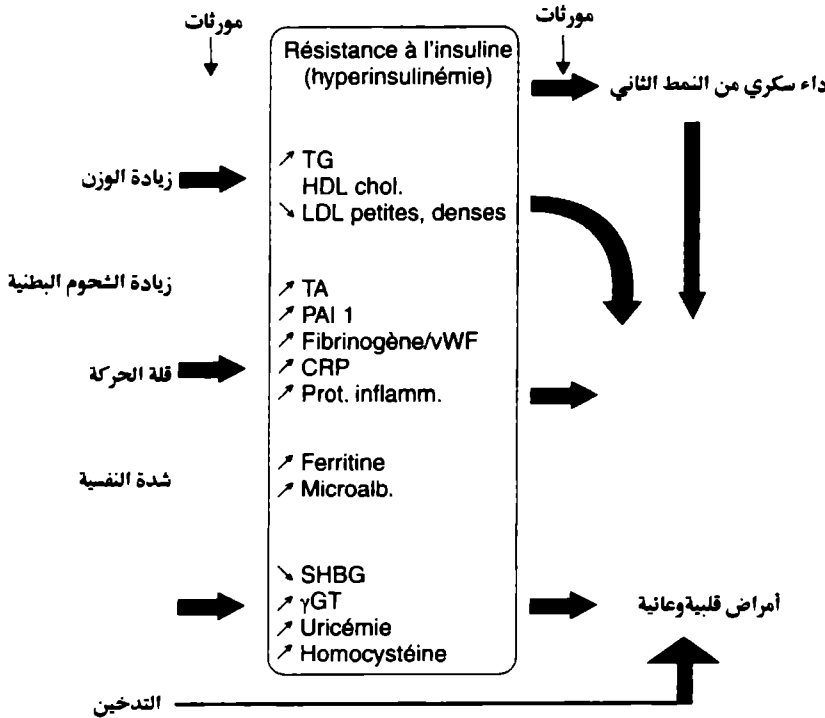 مورثات
مورثات
Résistance à l'insuline
(hyperinsulinémie)
داء سكري من النمط الثاني
زيادة الوزن
↗ TG
HDL chol.
↘ LDL petites, denses
زيادة الشحوم البطنية
↗ TA
↗ PAI 1
↗ Fibrinogène/vWF
قلة الحركة
↗ CRP
↗ Prot. inflamm.
شدة النفسية
↗ Ferritine
↗ Microalb.
↘ SHBG
↗ γGT
↗ Uricémie
↗ Homocystéine
أمراض قلبية وعائية
التدخين